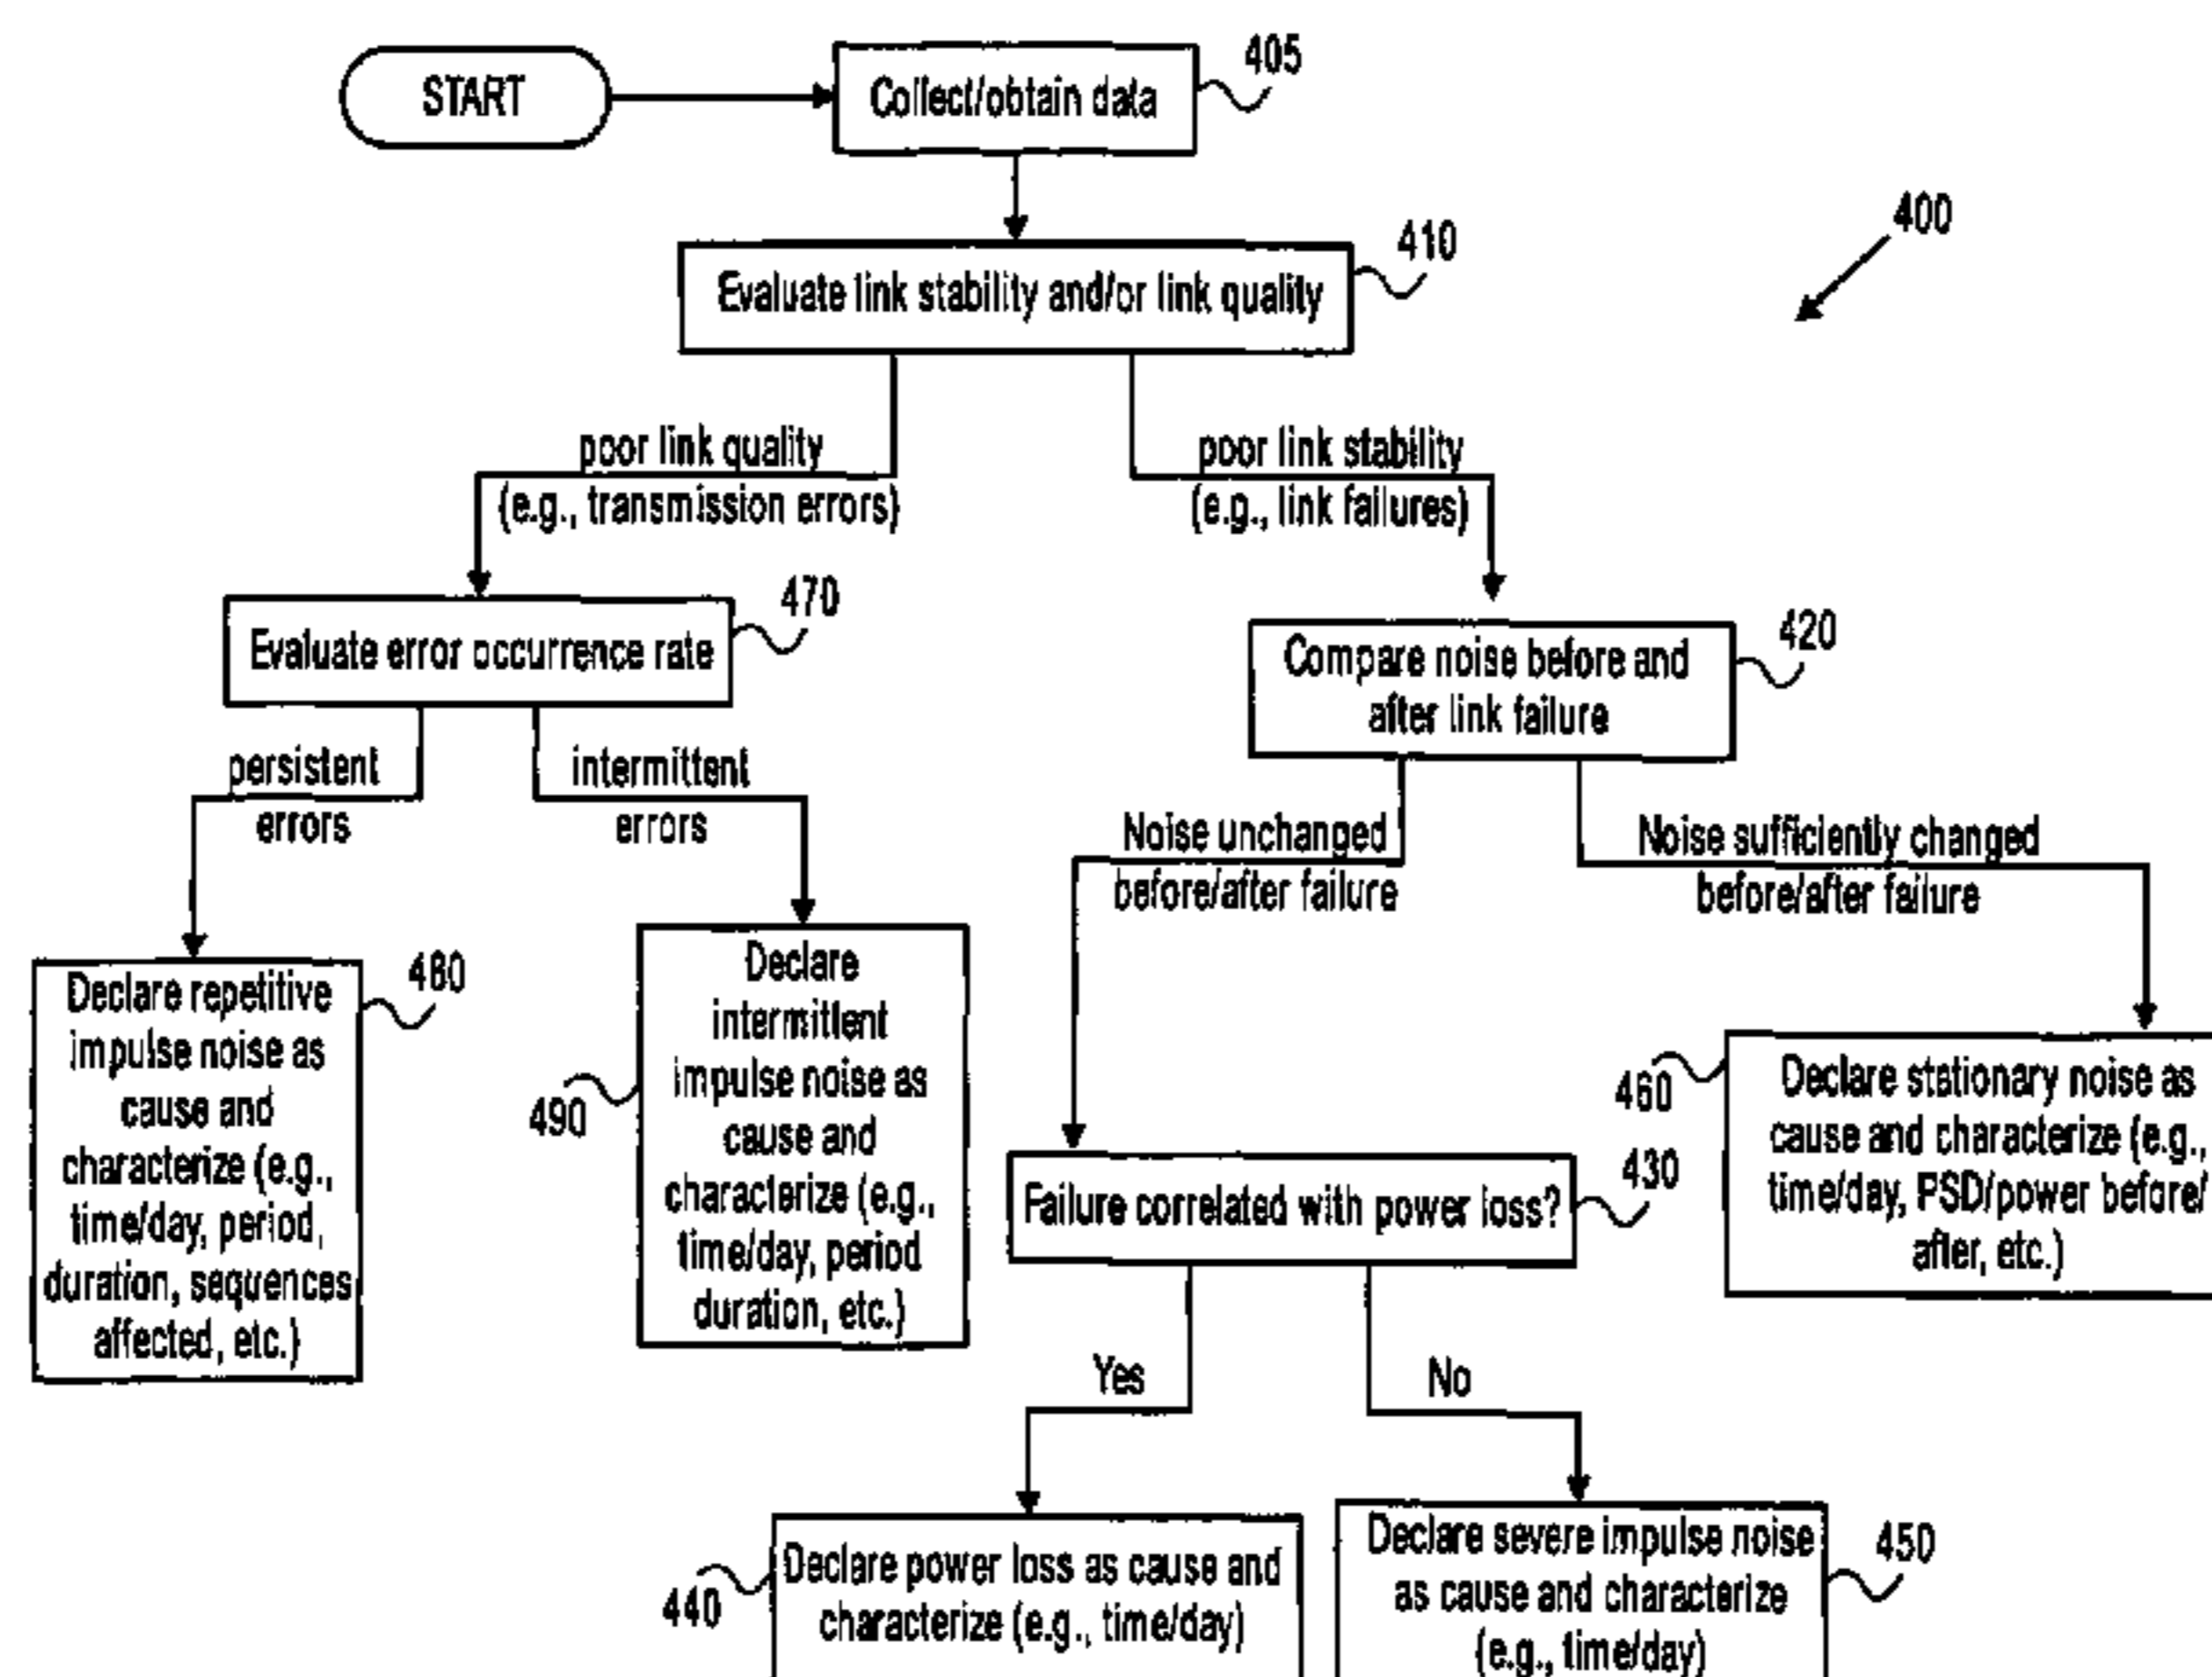 START
Collect/obtain data
405
400
Evaluate link stability and/or link quality
410
poor link quality
(e.g., transmission errors)
poor link stability
(e.g., link failures)
Evaluate error occurrence rate
470
Compare noise before and
after link failure
420
persistent
errors
intermittent
errors
Noise unchanged
before/after failure
Noise sufficiently changed
before/after failure
Declare repetitive
impulse noise as
cause and
characterize (e.g.,
time/day, period,
duration, sequences
affected, etc.)
480
Declare
intermittent
impulse noise as
cause and
characterize (e.g.,
time/day, period
duration, etc.)
490
Failure correlated with power loss?
430
460
Declare stationary noise as
cause and characterize (e.g.,
time/day, PSD/power before/
after, etc.)
Yes
No
440
Declare power loss as cause and
characterize (e.g., time/day)
Declare severe impulse noise
as cause and characterize
(e.g., time/day)
450